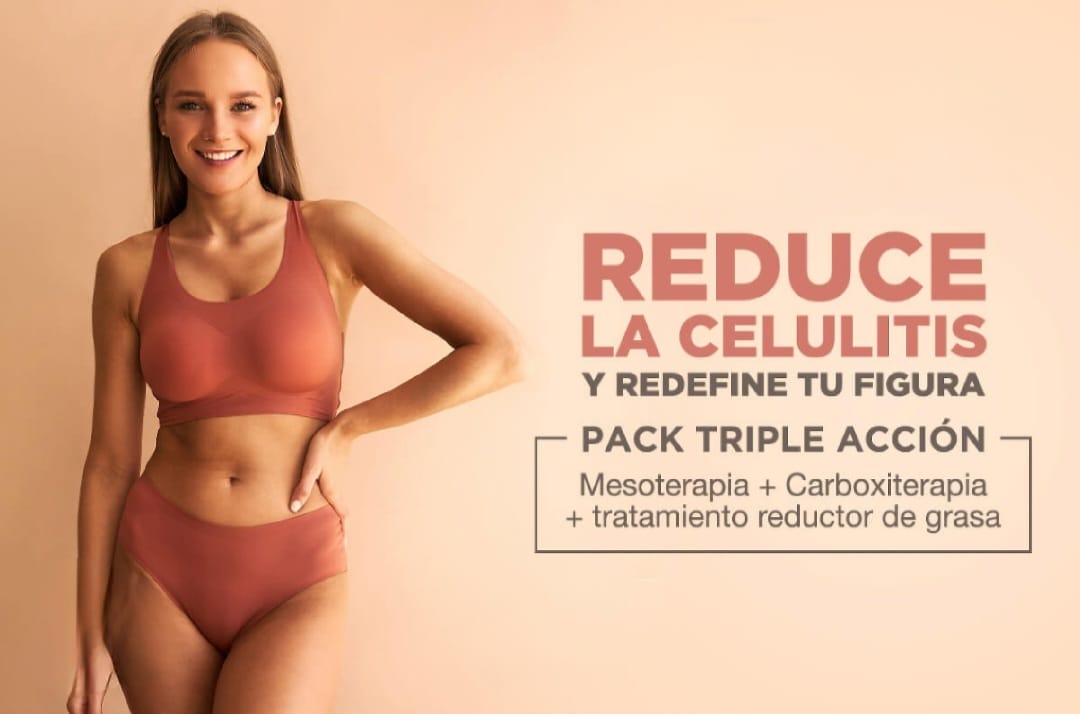 REDUCE
LA CELULITIS
Y REDEFINE TU FIGURA
PACK TRIPLE ACCIÓN
Mesoterapia + Carboxiterapia
+ tratamiento reductor de grasa